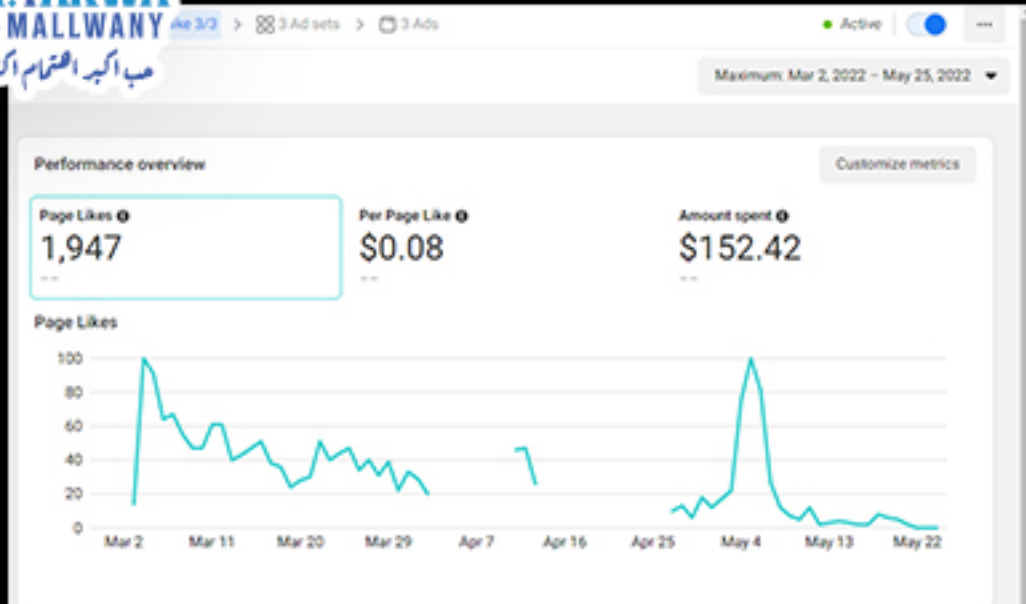 MALLWANY
حب اكبر اهتمام
3/3 > 3 Ad sets > 3 Ads
Active
Maximum: Mar 2, 2022 – May 25, 2022
Performance overview
Customize metrics
Page Likes Per Page Like Amount spent
1,947 $0.08 $152.42
-- -- --
Page Likes
100
80
60
40
20
0
Mar 2 Mar 11 Mar 20 Mar 29 Apr 7 Apr 16 Apr 25 May 4 May 13 May 22